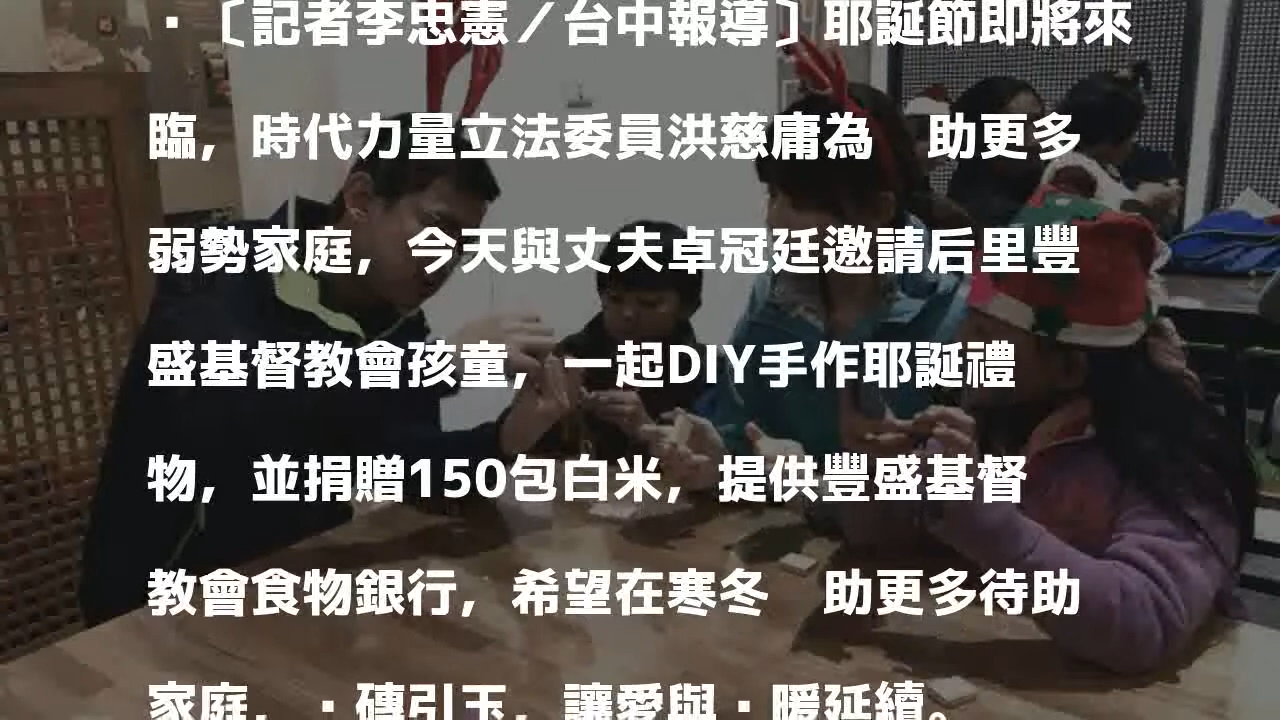 ▪〔記者李忠憲／台中報導〕耶誕節即將來
臨，時代力量立法委員洪慈庸為　助更多
弱勢家庭，今天與丈夫卓冠廷邀請后里豐
盛基督教會孩童，一起DIY手作耶誕禮
物，並捐贈150包白米，提供豐盛基督
教會食物銀行，希望在寒冬　助更多待助
家庭，▪磚引玉，讓愛與▪暖延續。